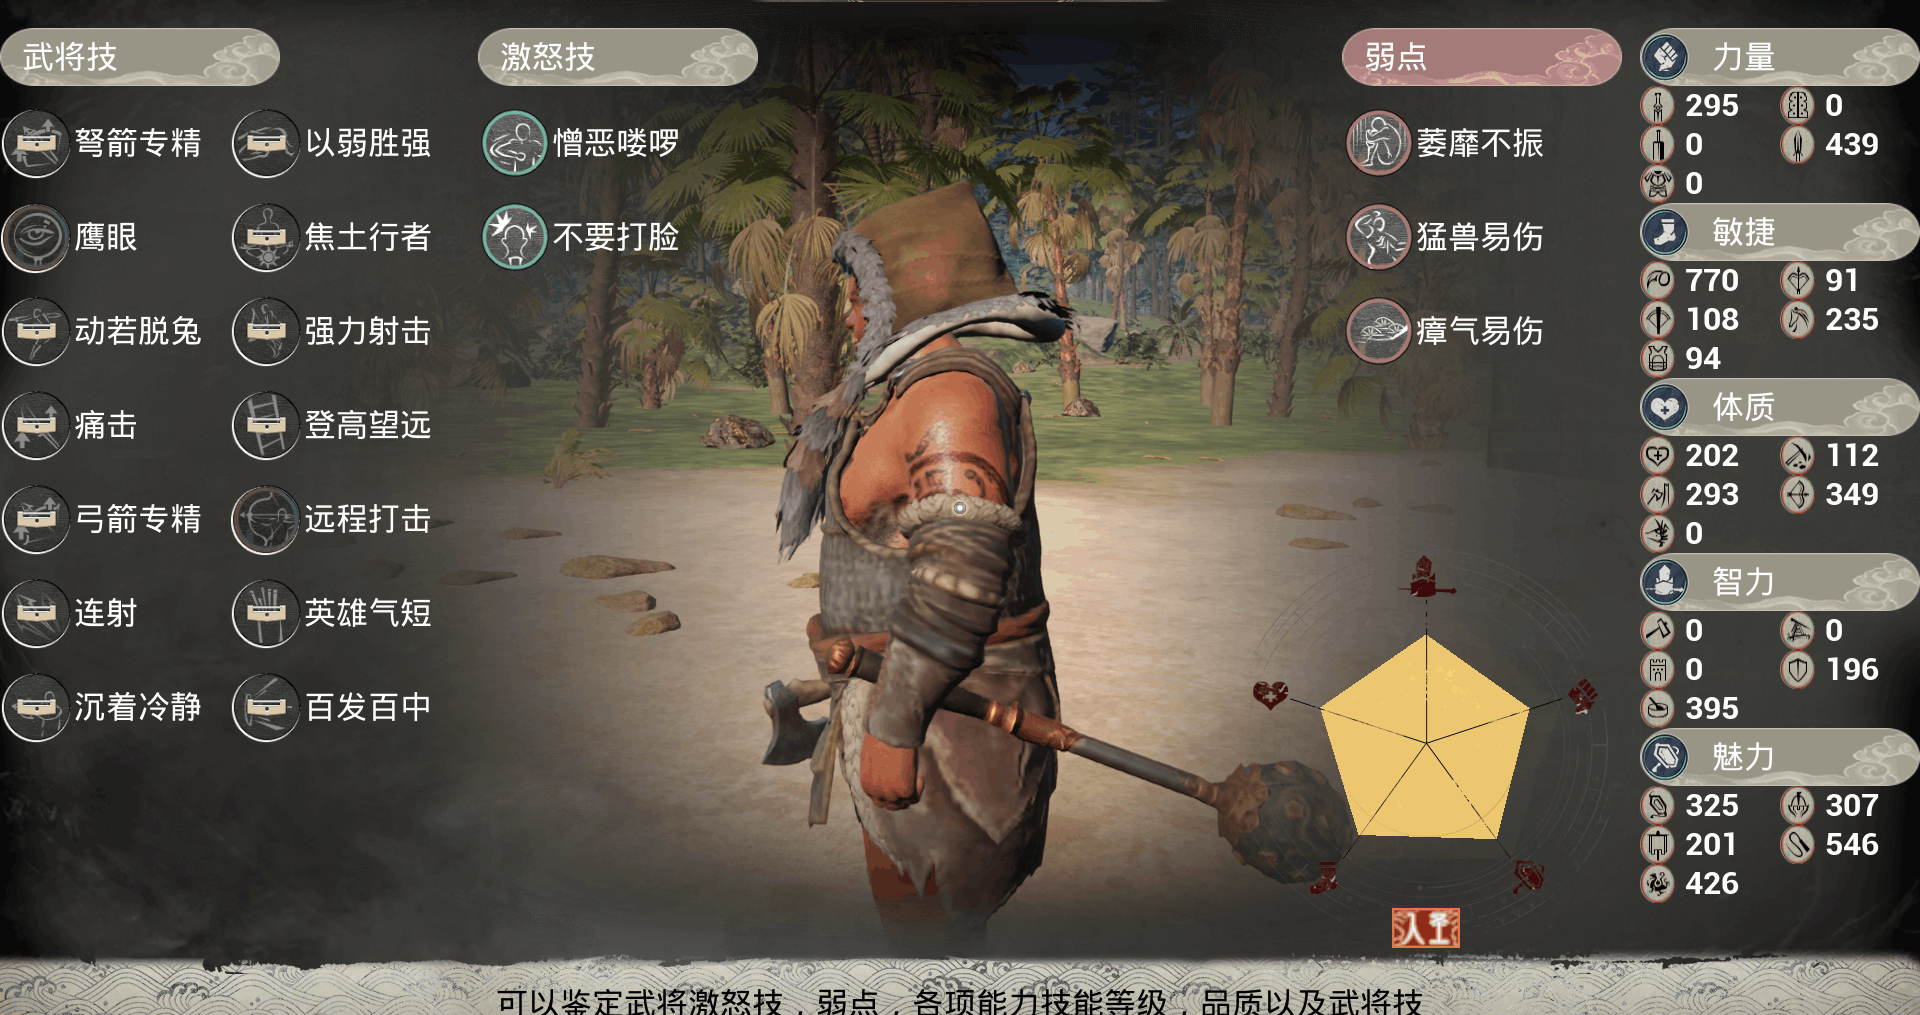 武将技
弩箭专精
以弱胜强
鹰眼
焦土行者
动若脱兔
强力射击
痛击
登高望远
弓箭专精
远程打击
连射
英雄气短
沉着冷静
百发百中
激怒技
憎恶喽啰
不要打脸
弱点
萎靡不振
猛兽易伤
瘴气易伤
力量
295 0
0 439
0
敏捷
770 91
108 235
94
体质
202 112
293 349
0
智力
0 0
0 196
395
魅力
325 307
201 546
426
可以鉴定武将激怒技，弱点，各项能力技能等级，品质以及武将技